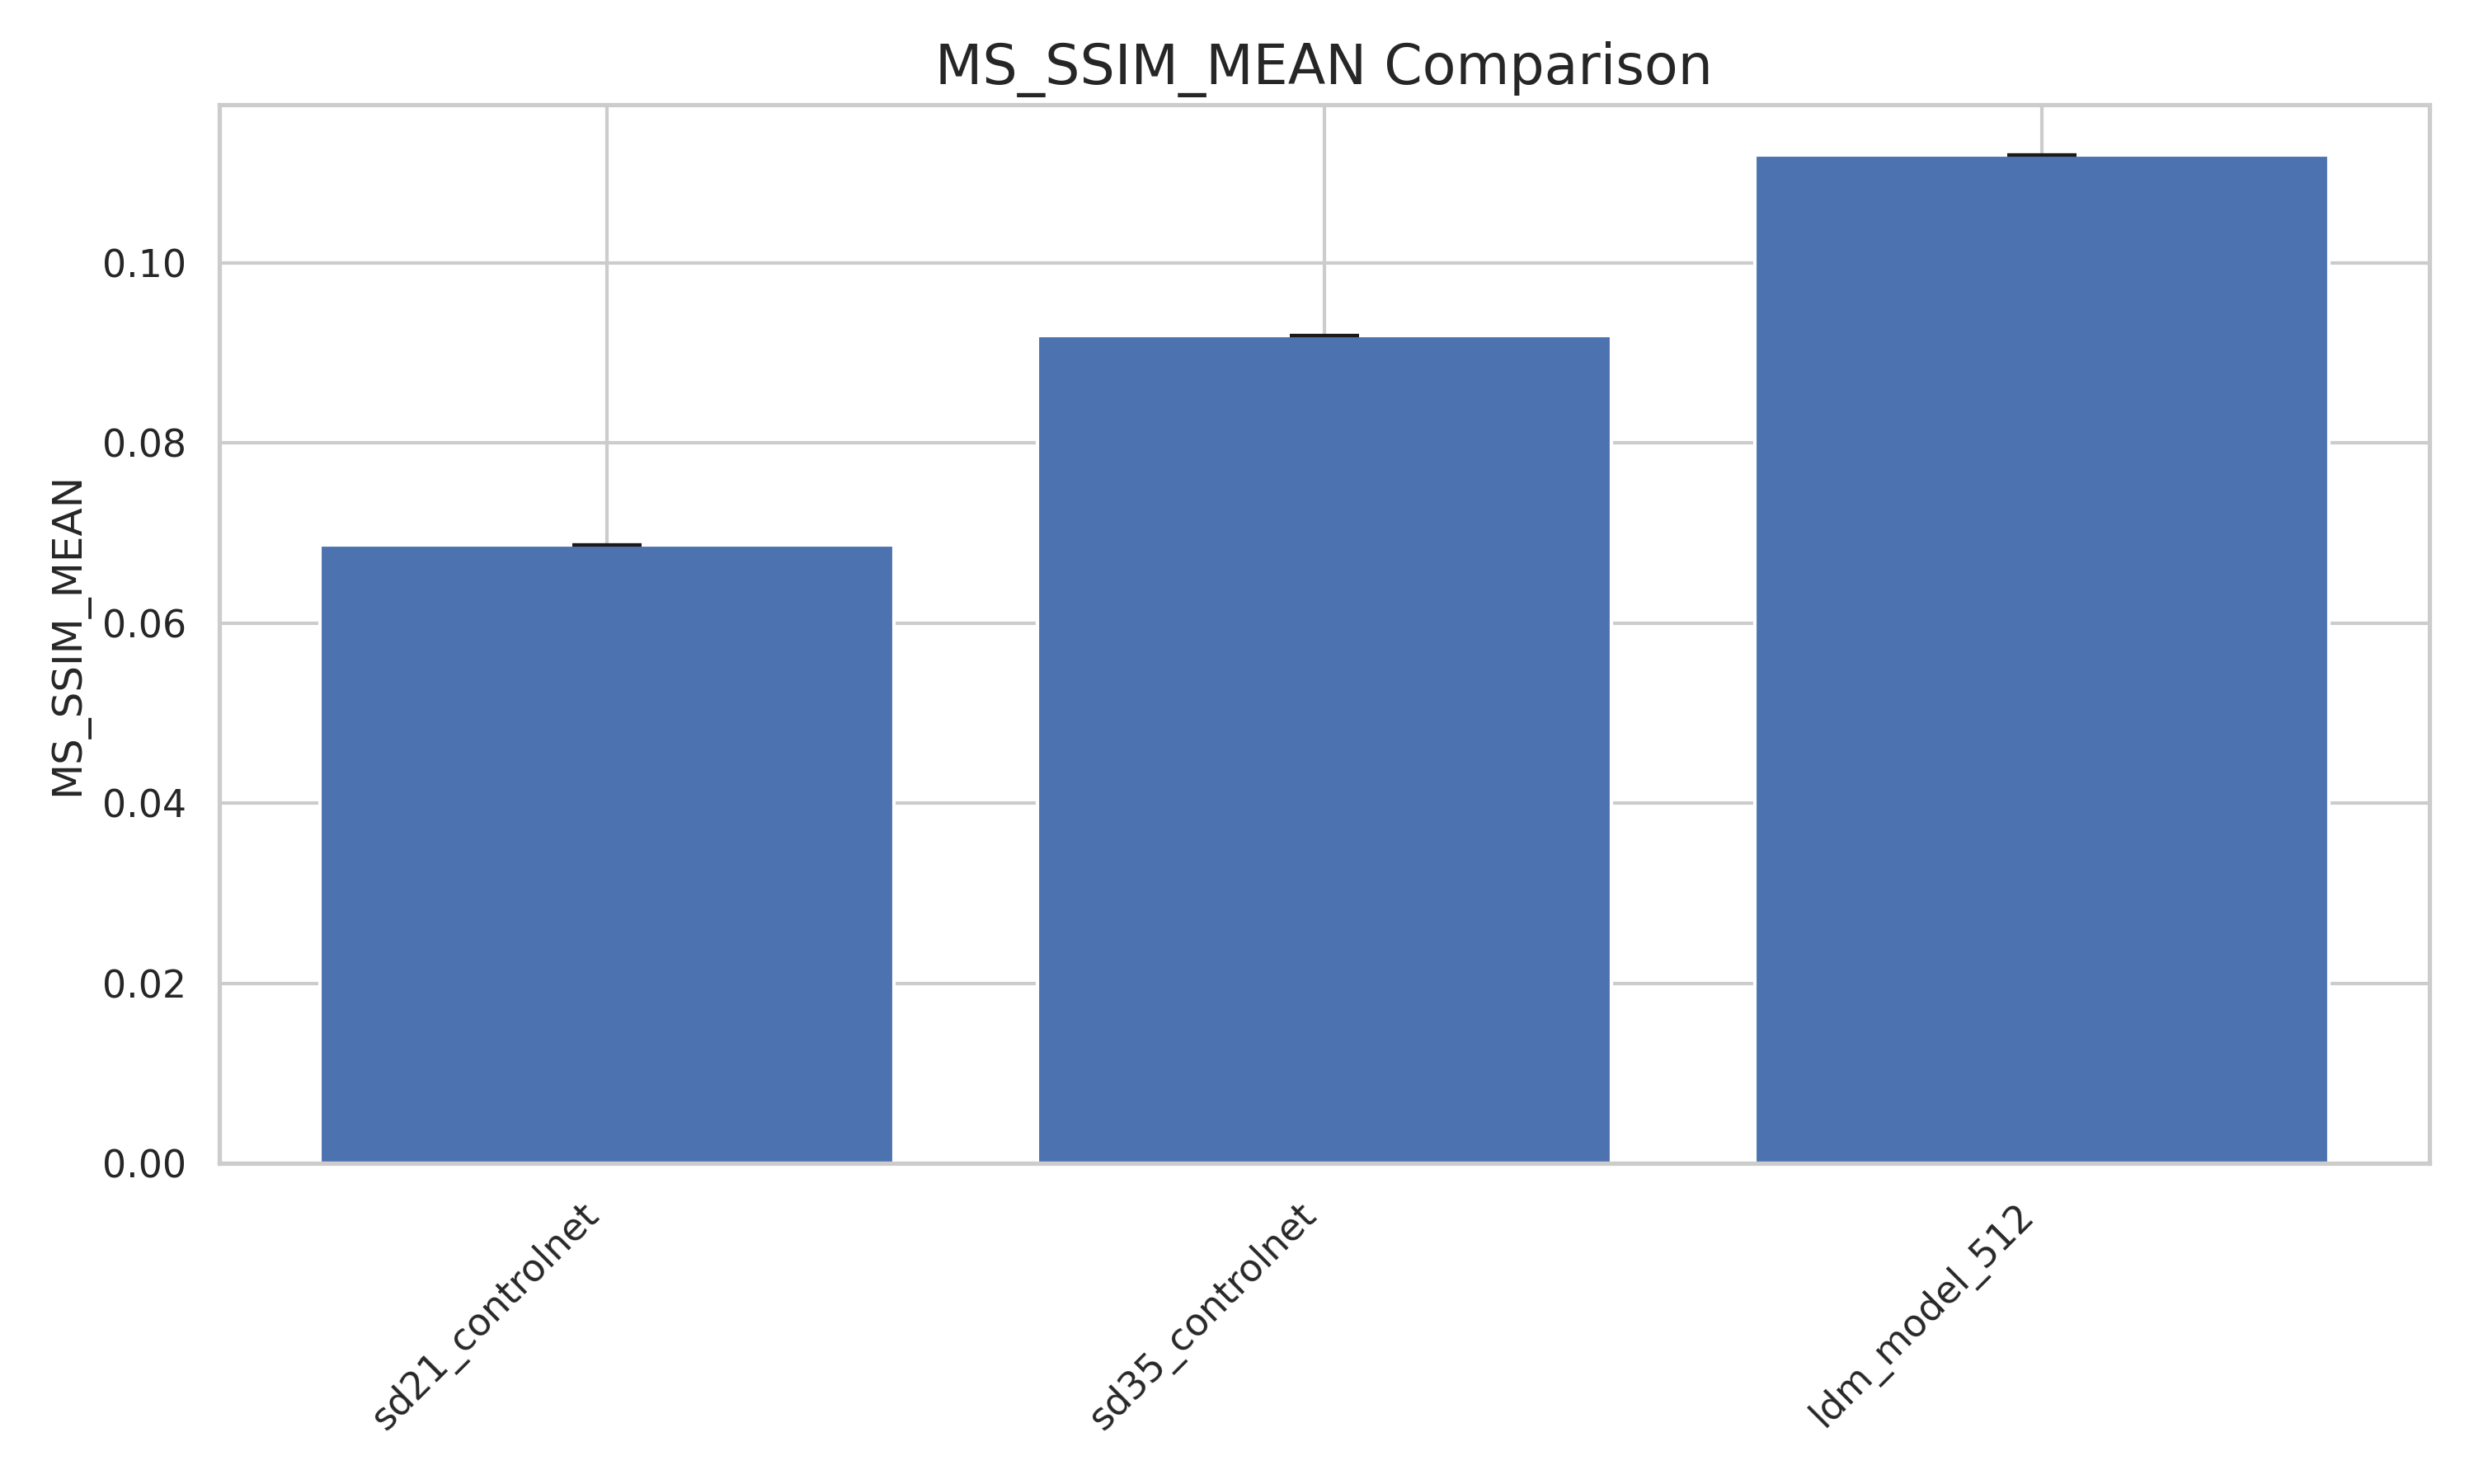 MS_SSIM_MEAN Comparison
MS_SSIM_MEAN
0.10
0.08
0.06
0.04
0.02
0.00
sd21_controlnet
sd35_controlnet
ldm_model_512